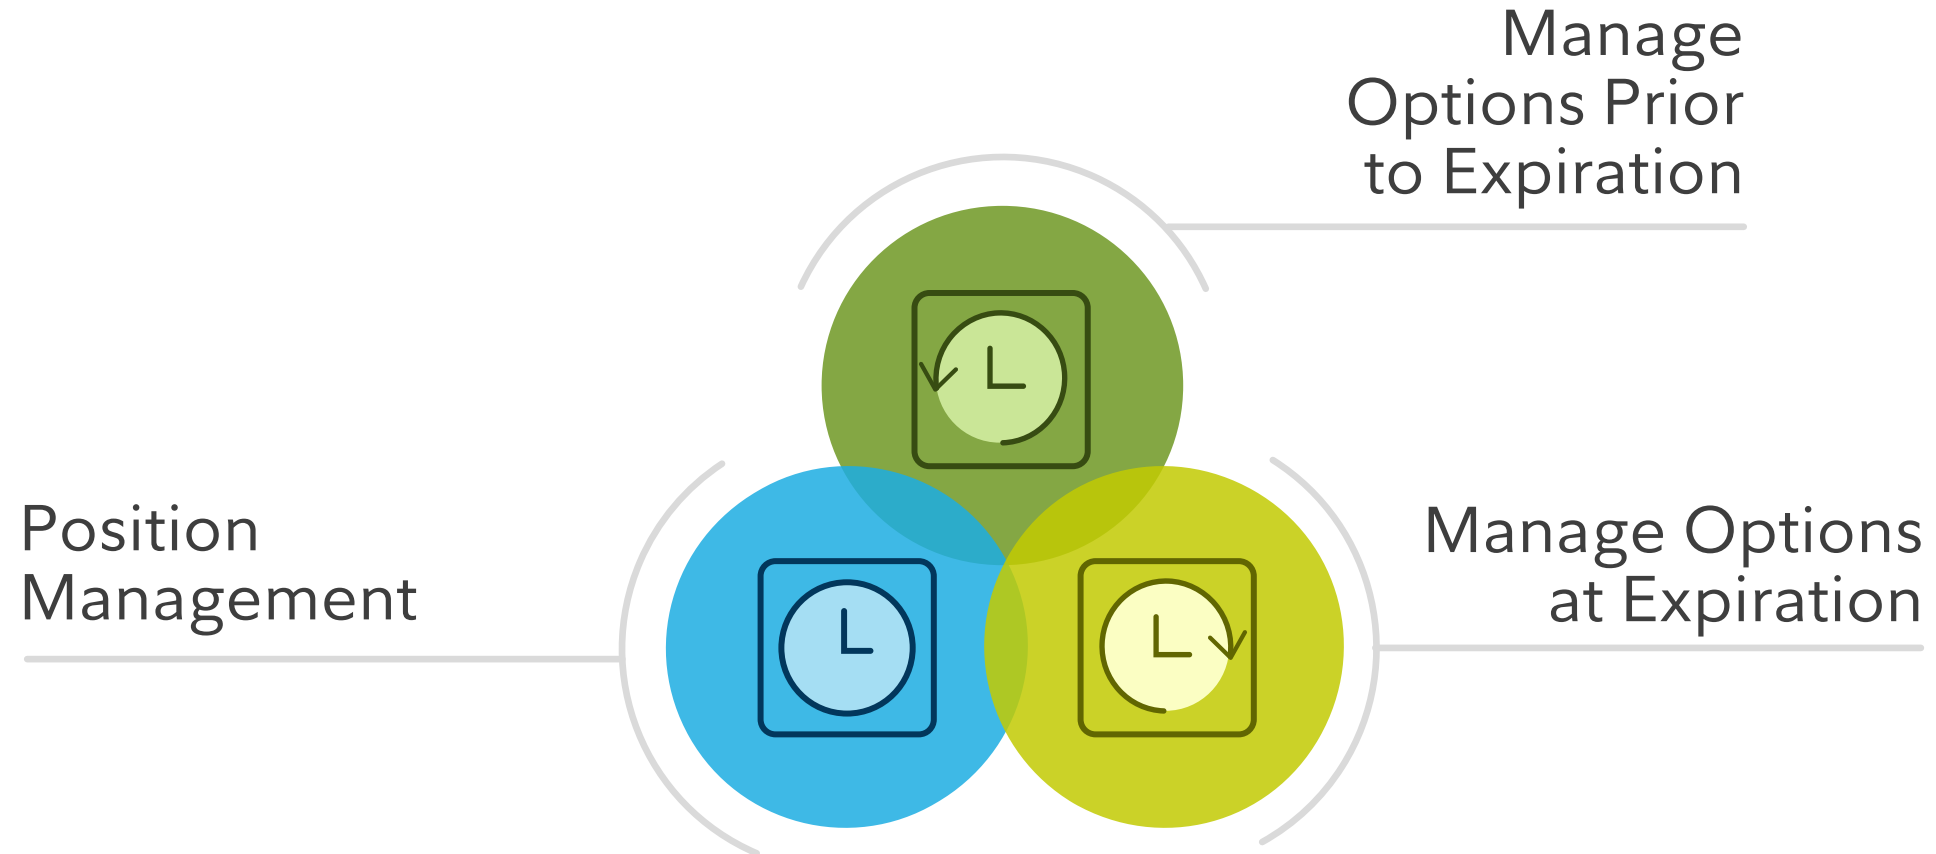 Manage
Options Prior
to Expiration
Position
Management
Manage Options
at Expiration